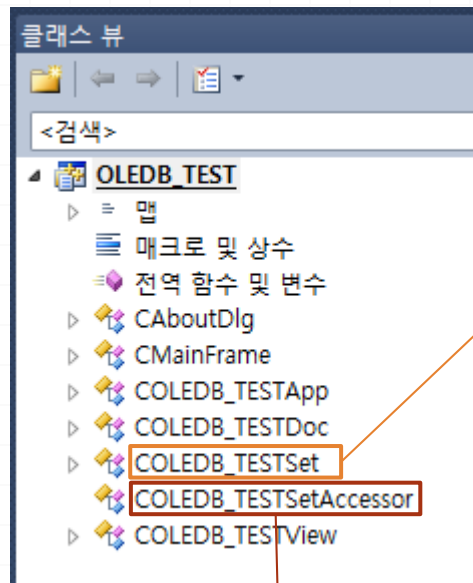 클래스 뷰
<검색>
OLEDB_TEST
맵
매크로 및 상수
전역 함수 및 변수
CAboutDlg
CMainFrame
COLEDB_TESTApp
COLEDB_TESTDoc
COLEDB_TESTSet
COLEDB_TESTSetAccessor
COLEDB_TESTView